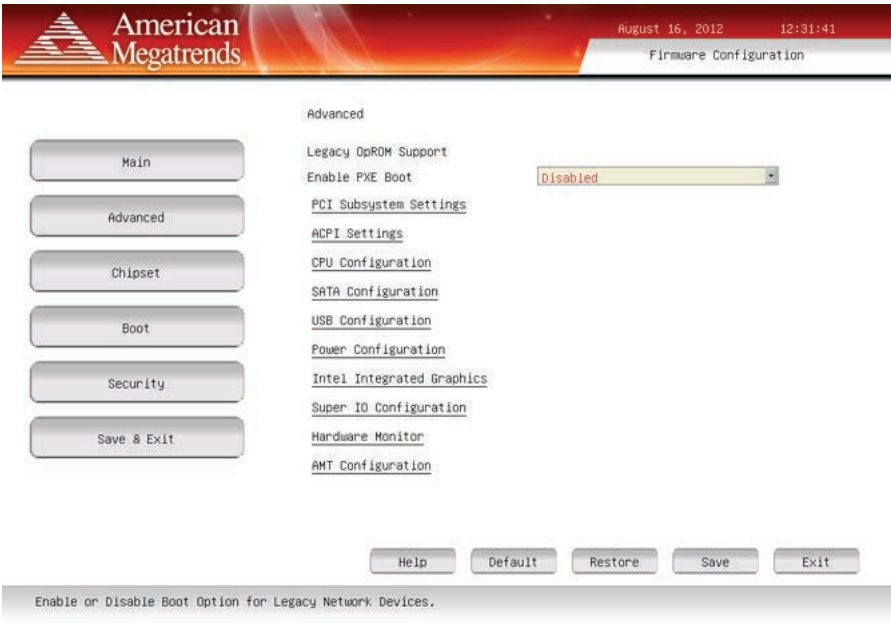 American
Megatrends
August 16, 2012 12:31:41
Firmware Configuration
Main
Advanced
Chipset
Boot
Security
Save & Exit
Advanced
Legacy OpROM Support
Enable PXE Boot Disabled
PCI Subsystem Settings
ACPI Settings
CPU Configuration
SATA Configuration
USB Configuration
Power Configuration
Intel Integrated Graphics
Super IO Configuration
Hardware Monitor
AMT Configuration
Help Default Restore Save Exit
Enable or Disable Boot Option for Legacy Network Devices.